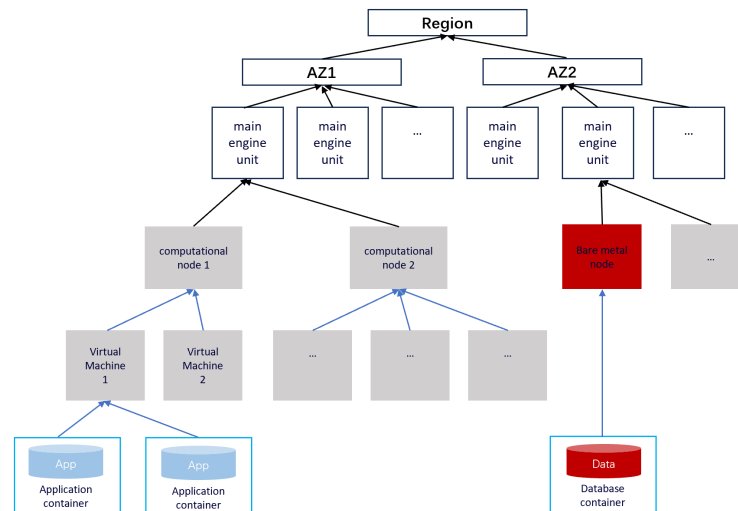 Region
AZ1
AZ2
main
engine
unit
main
engine
unit
...
main
engine
unit
main
engine
unit
...
computational
node 1
computational
node 2
Bare metal
node
...
Virtual
Machine
1
Virtual
Machine
2
...
...
...
App
Application
container
App
Application
container
Data
Database
container